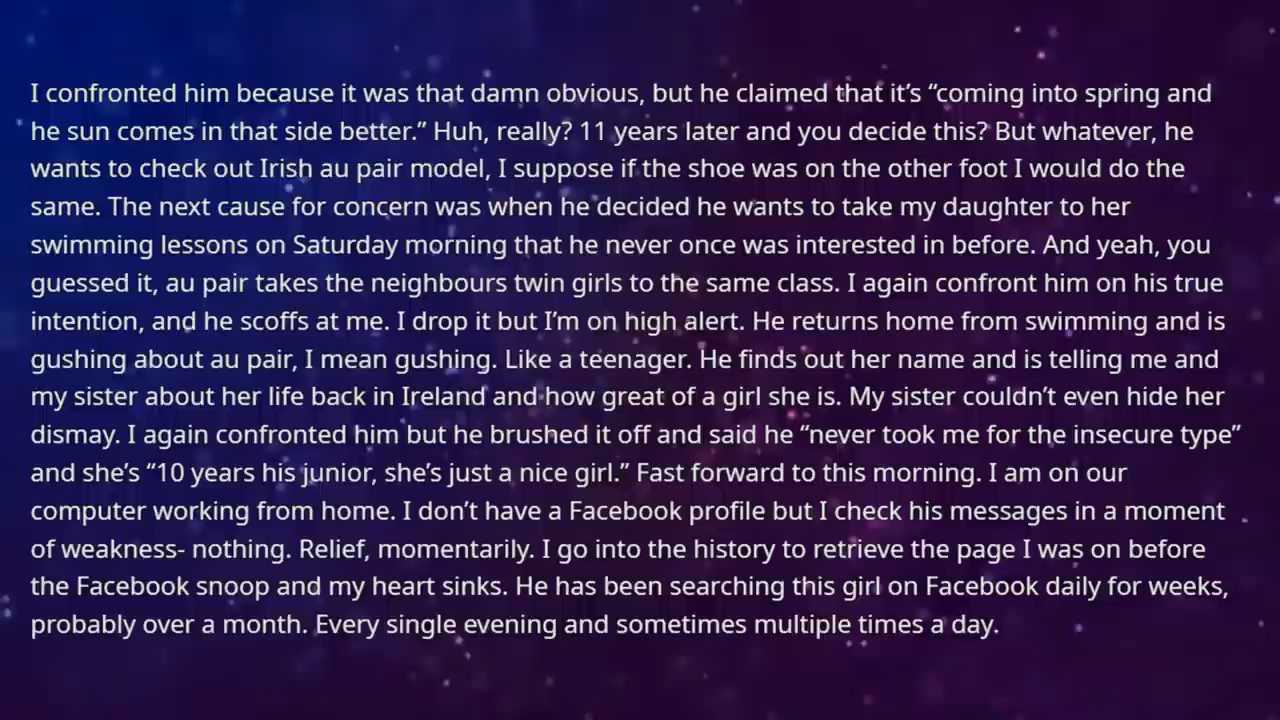 I confronted him because it was that damn obvious, but he claimed that it’s “coming into spring and
he sun comes in that side better.” Huh, really? 11 years later and you decide this? But whatever, he
wants to check out Irish au pair model, I suppose if the shoe was on the other foot I would do the
same. The next cause for concern was when he decided he wants to take my daughter to her
swimming lessons on Saturday morning that he never once was interested in before. And yeah, you
guessed it, au pair takes the neighbours twin girls to the same class. I again confront him on his true
intention, and he scoffs at me. I drop it but I’m on high alert. He returns home from swimming and is
gushing about au pair, I mean gushing. Like a teenager. He finds out her name and is telling me and
my sister about her life back in Ireland and how great of a girl she is. My sister couldn’t even hide her
dismay. I again confronted him but he brushed it off and said he “never took me for the insecure type”
and she’s “10 years his junior, she’s just a nice girl.” Fast forward to this morning. I am on our
computer working from home. I don’t have a Facebook profile but I check his messages in a moment
of weakness- nothing. Relief, momentarily. I go into the history to retrieve the page I was on before
the Facebook snoop and my heart sinks. He has been searching this girl on Facebook daily for weeks,
probably over a month. Every single evening and sometimes multiple times a day.